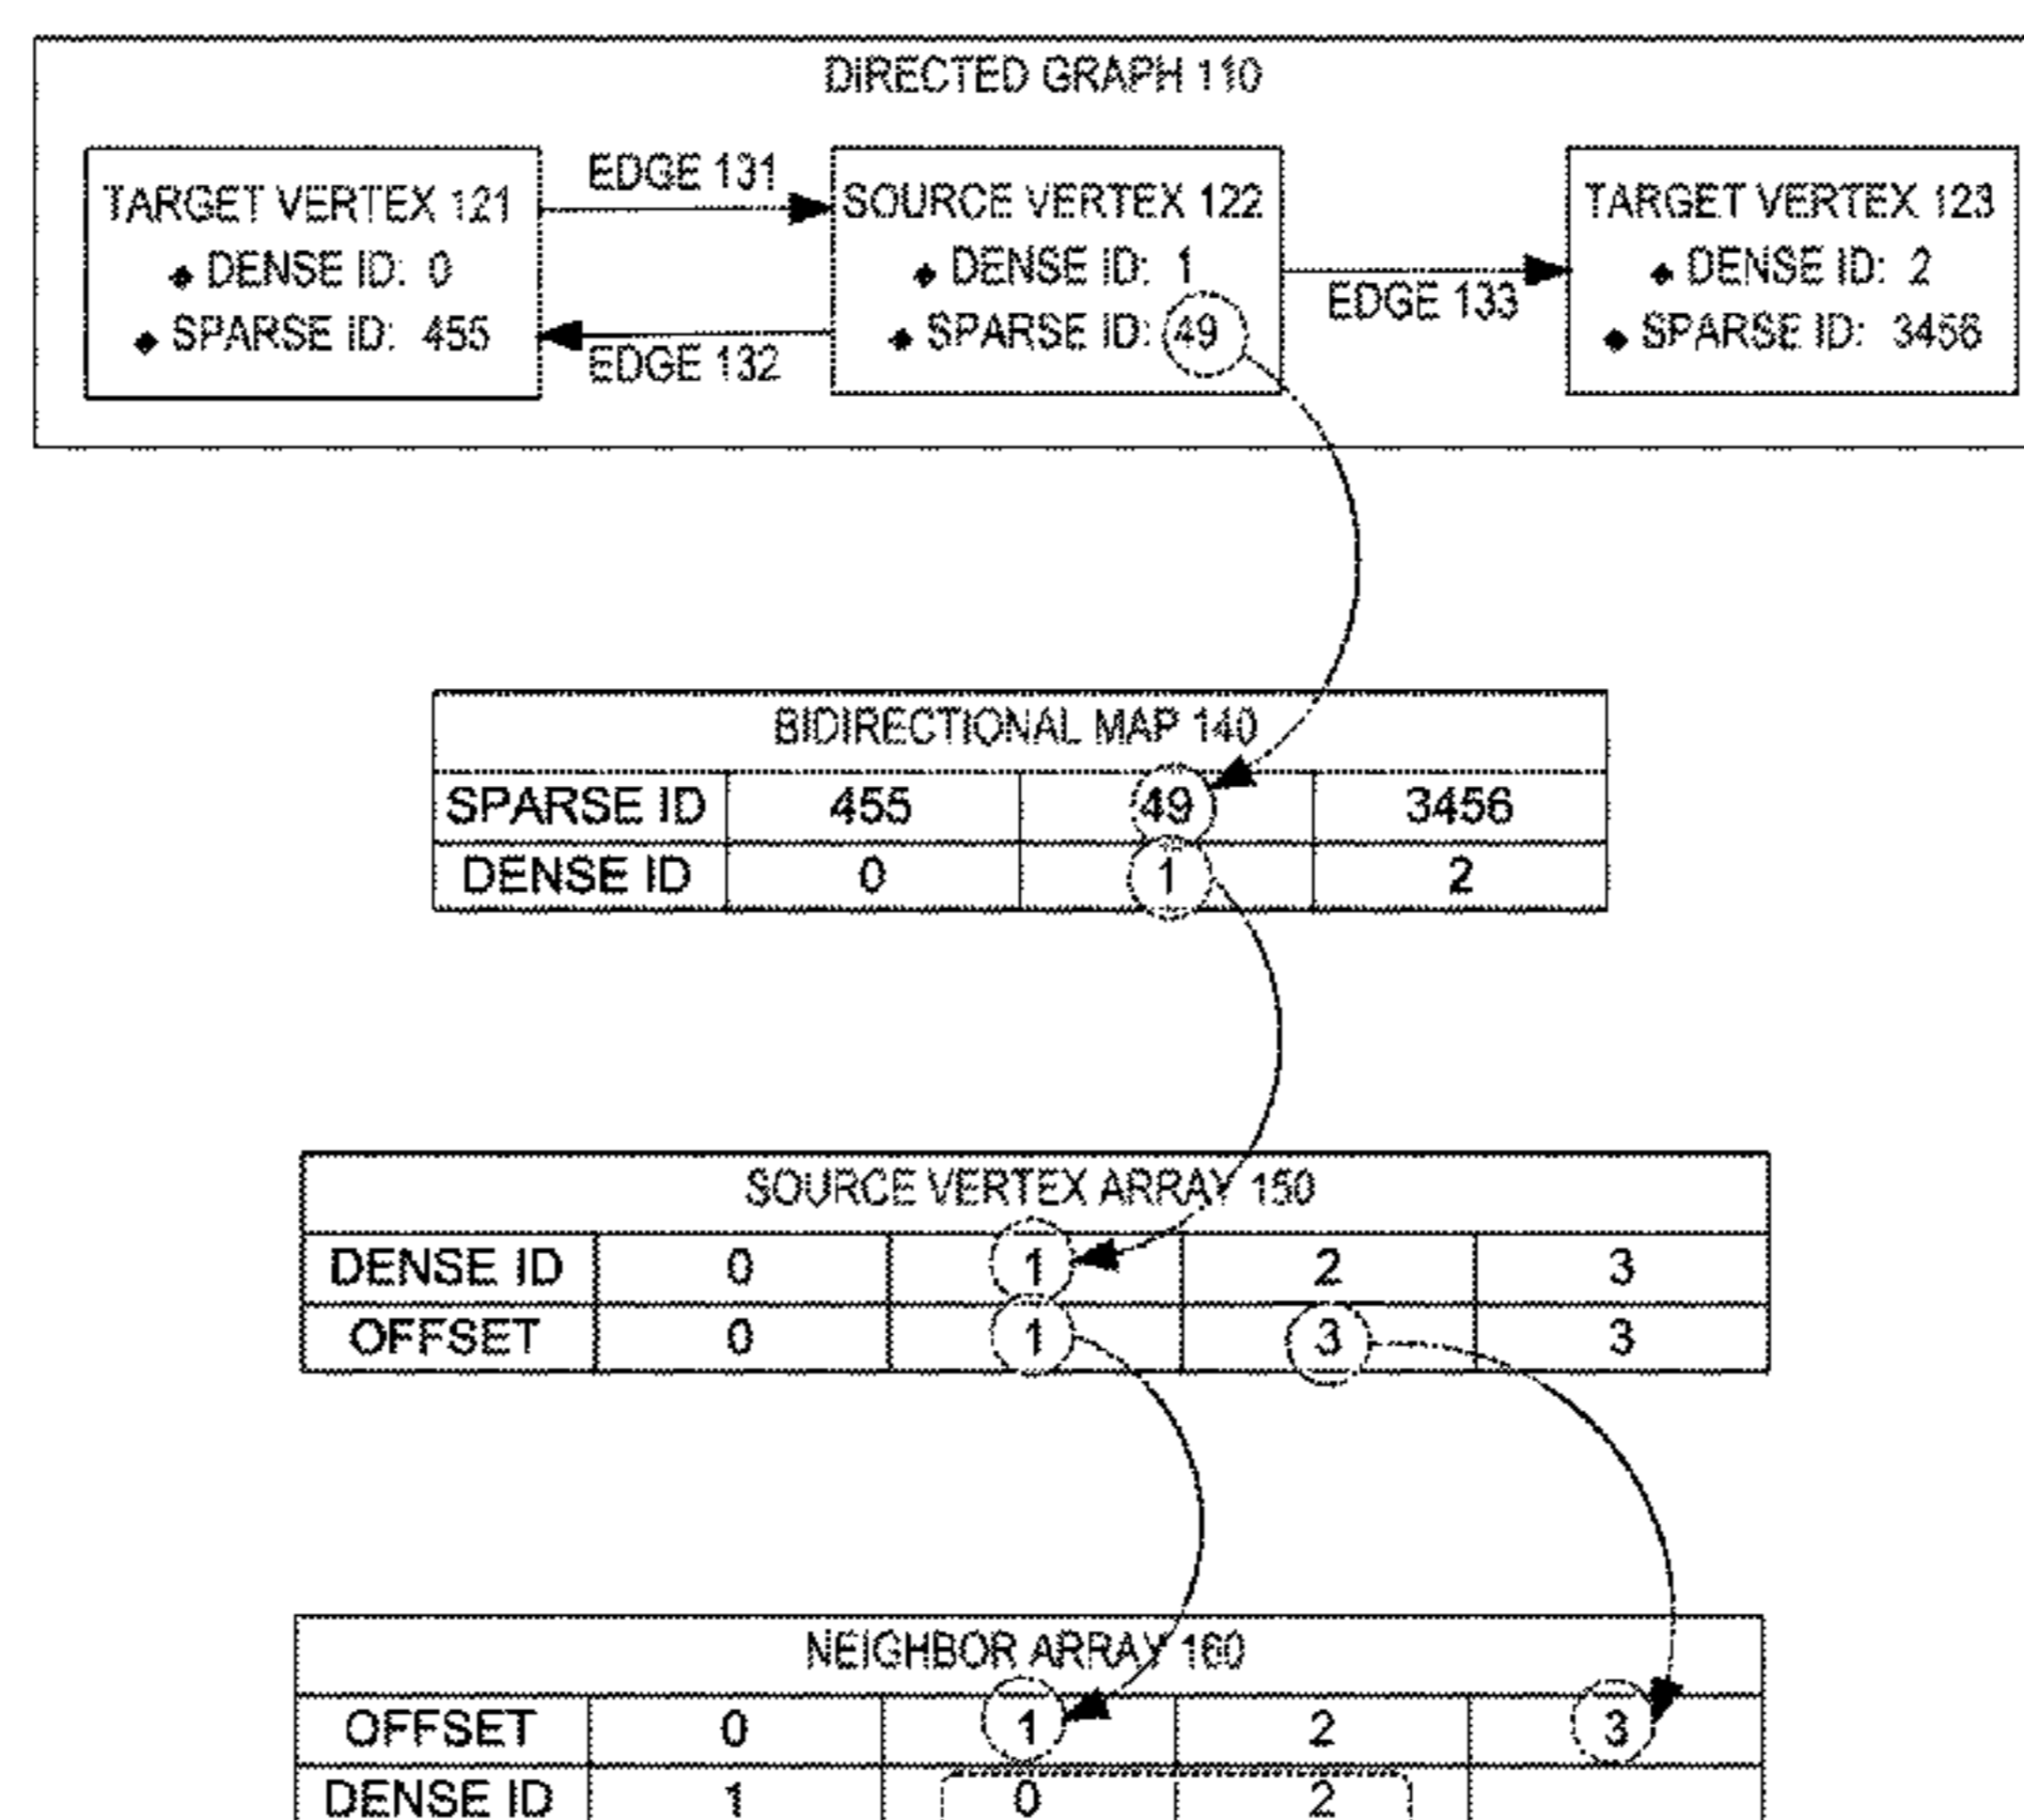 DIRECTED GRAPH 110
TARGET VERTEX 121
◆ DENSE ID: 0
◆ SPARSE ID: 455
EDGE 131
EDGE 132
SOURCE VERTEX 122
◆ DENSE ID: 1
◆ SPARSE ID: 49
EDGE 133
TARGET VERTEX 123
◆ DENSE ID: 2
◆ SPARSE ID: 3456
BIDIRECTIONAL MAP 140
SPARSE ID 455 49 3456
DENSE ID 0 1 2
SOURCE VERTEX ARRAY 150
DENSE ID 0 1 2 3
OFFSET 0 1 3 3
NEIGHBOR ARRAY 160
OFFSET 0 1 2 3
DENSE ID 1 0 2